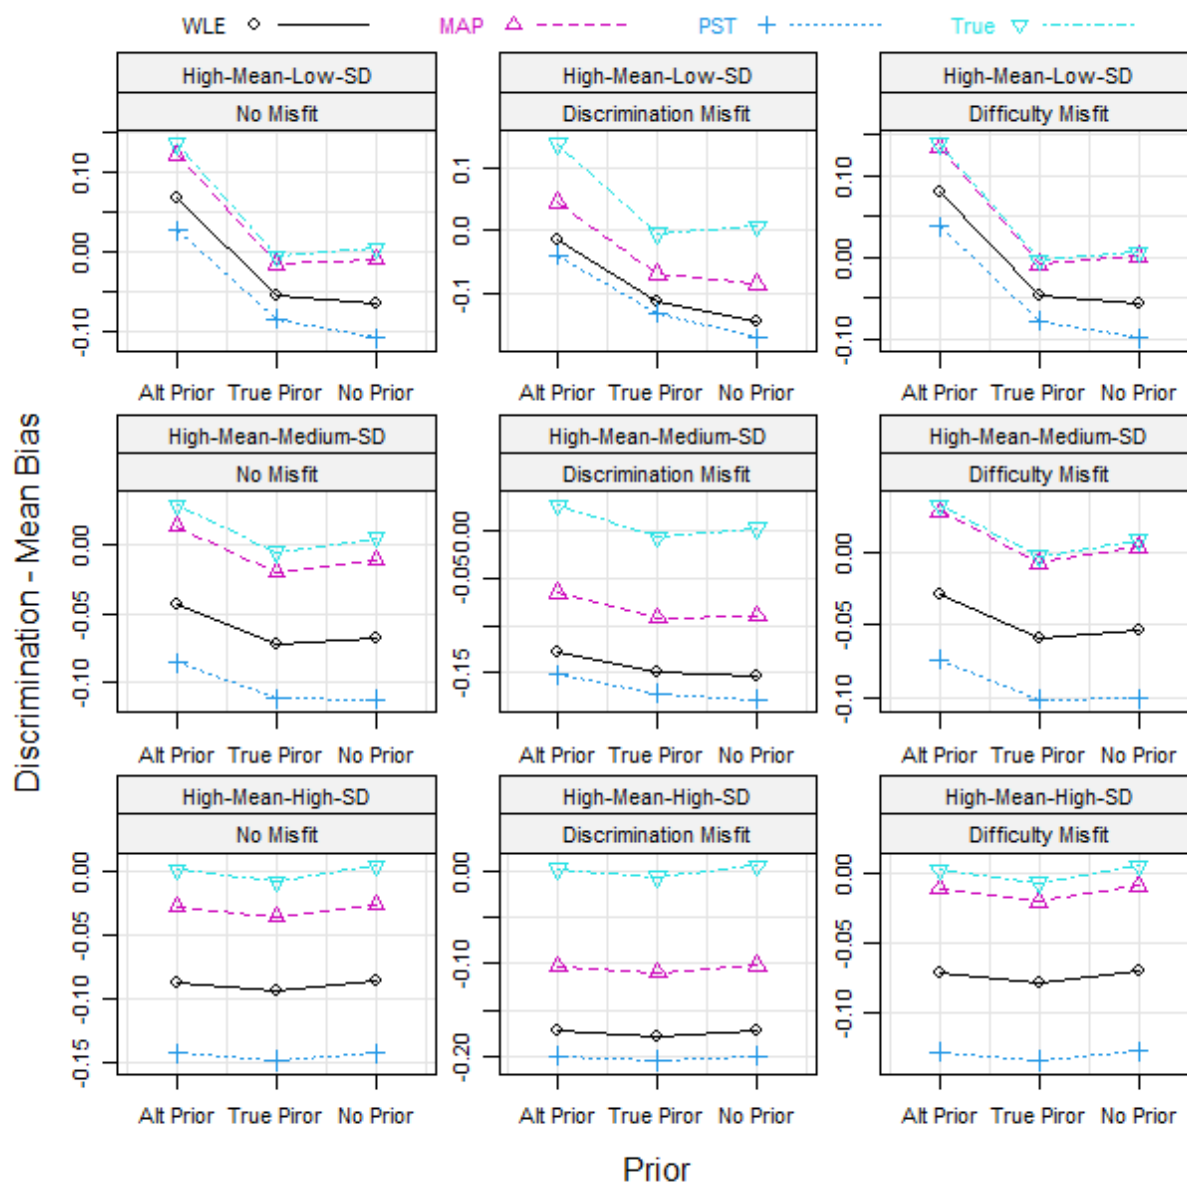 WLE MAP PST True
High-Mean-Low-SD High-Mean-Low-SD High-Mean-Low-SD
No Misfit Discrimination Misfit Difficulty Misfit
0.10 0.00 -0.10
0.1 0.0 -0.1
0.10 0.00 -0.10
Alt Prior True Piror No Prior Alt Prior True Piror No Prior Alt Prior True Piror No Prior
High-Mean-Medium-SD High-Mean-Medium-SD High-Mean-Medium-SD
No Misfit Discrimination Misfit Difficulty Misfit
0.00 -0.05 -0.10
0.00 -0.05 -0.15
0.00 -0.05 -0.10
Alt Prior True Piror No Prior Alt Prior True Piror No Prior Alt Prior True Piror No Prior
High-Mean-High-SD High-Mean-High-SD High-Mean-High-SD
No Misfit Discrimination Misfit Difficulty Misfit
0.00 -0.05 -0.10 -0.15
0.00 -0.10 -0.20
0.00 -0.05 -0.10
Alt Prior True Piror No Prior Alt Prior True Piror No Prior Alt Prior True Piror No Prior
Discrimination - Mean Bias
Prior